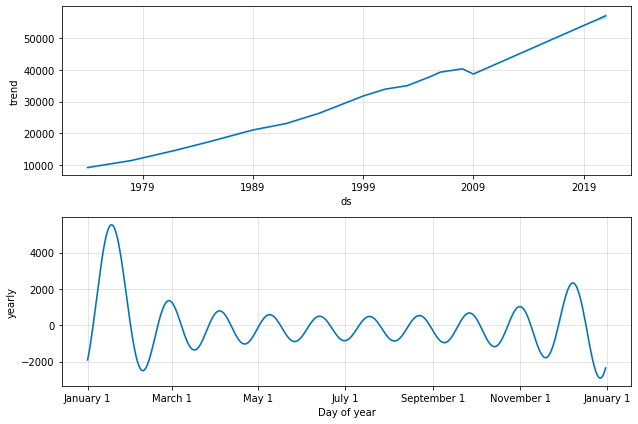 50000
40000
30000
20000
10000
trend
1979
1989
1999
2009
2019
ds
4000
2000
0
−2000
yearly
January 1
March 1
May 1
July 1
September 1
November 1
January 1
Day of year